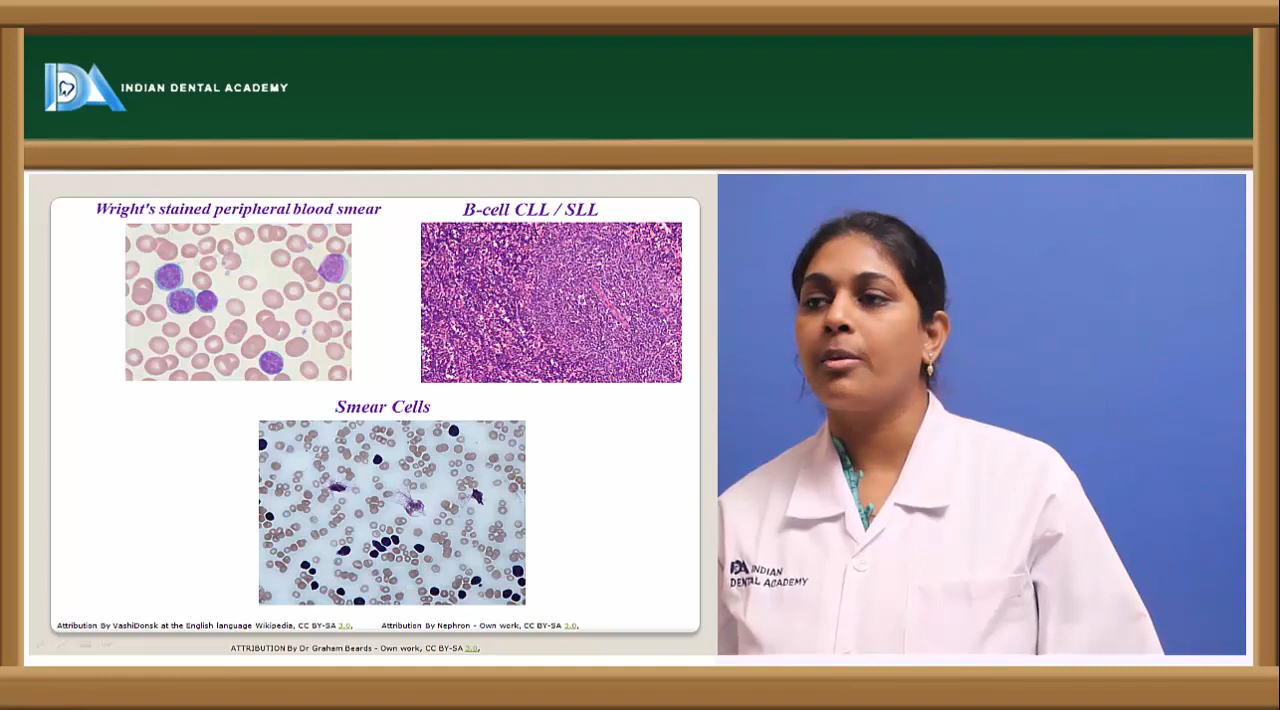 INDIAN DENTAL ACADEMY
Wright's stained peripheral blood smear
B-cell CLL / SLL
Smear Cells
Attribution By VashiDonsk at the English language Wikipedia, CC BY-SA 3.0,
Attribution By Nephron - Own work, CC BY-SA 3.0,
ATTRIBUTION By Dr Graham Beards - Own work, CC BY-SA 3.0,
IDA INDIAN
DENTAL ACADEMY